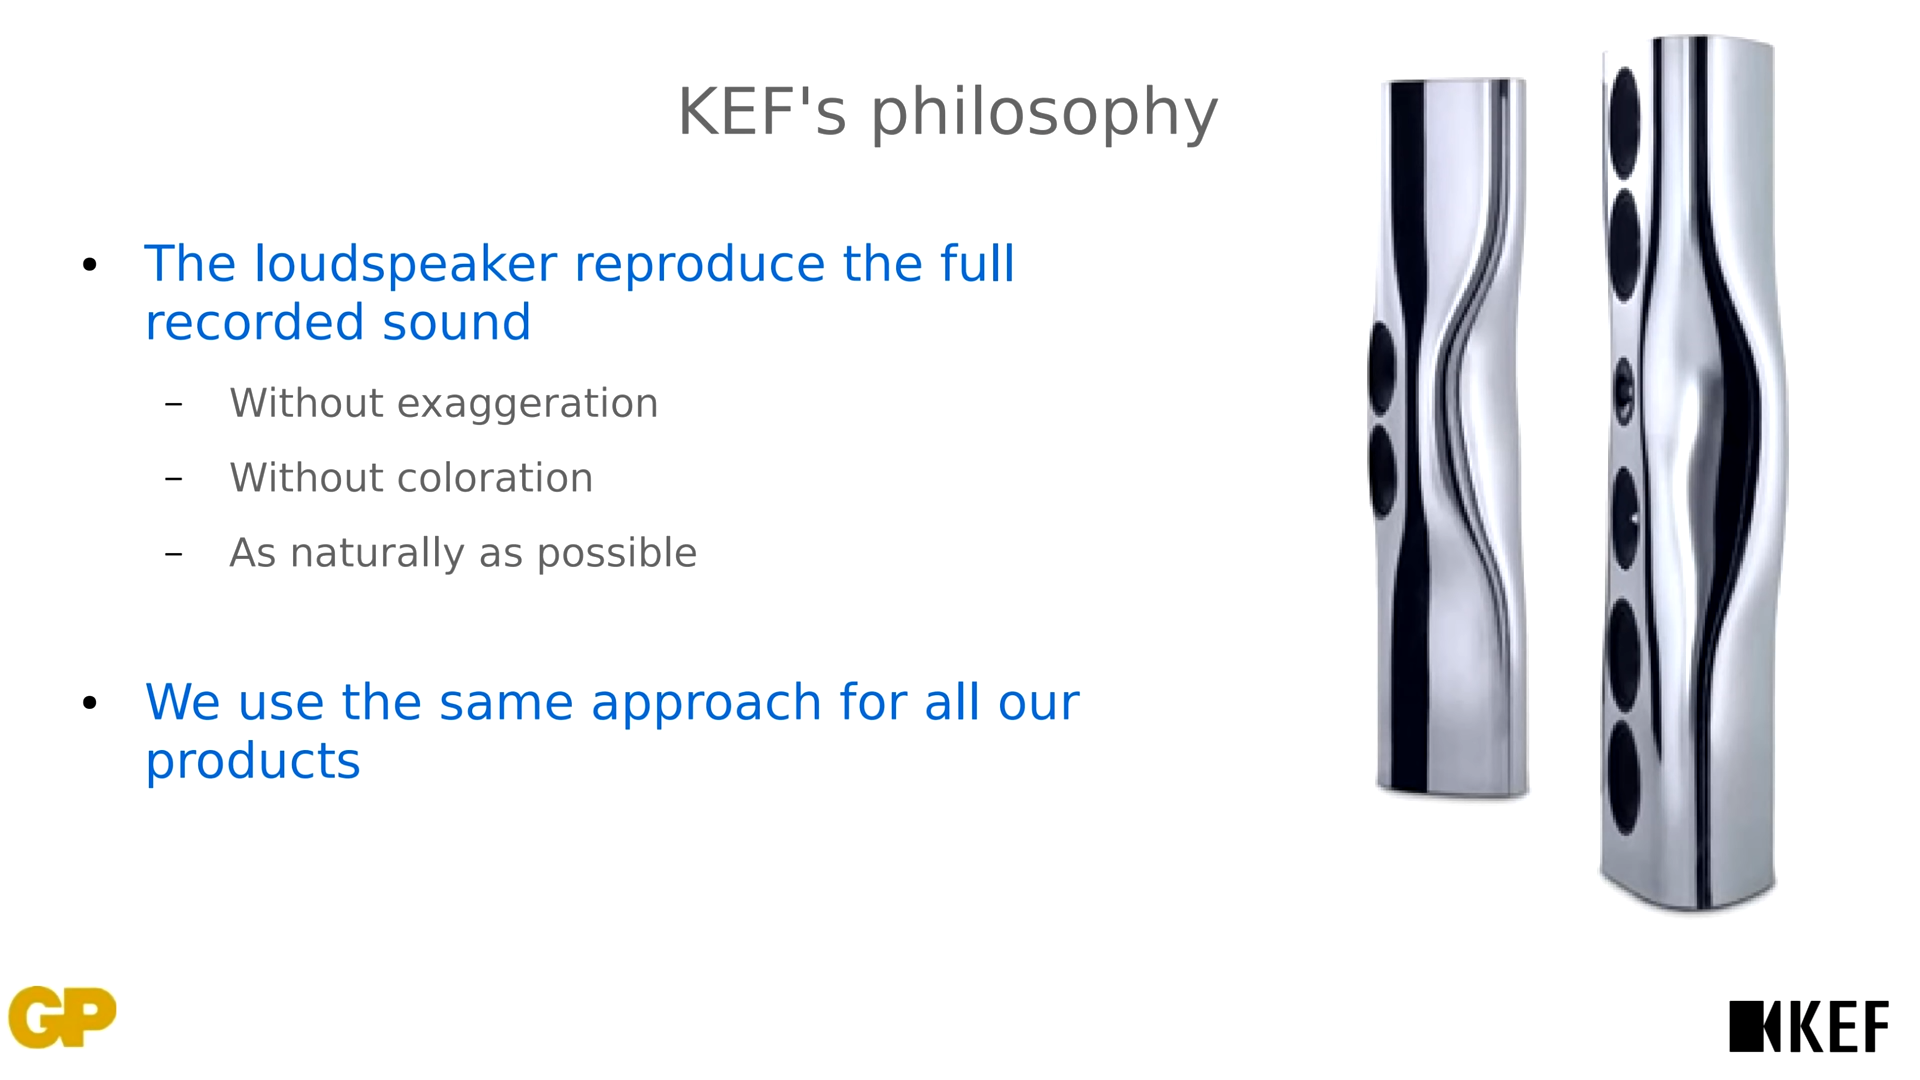 KEF's philosophy
• The loudspeaker reproduce the full
recorded sound
– Without exaggeration
– Without coloration
– As naturally as possible
• We use the same approach for all our
products
GP
KEF